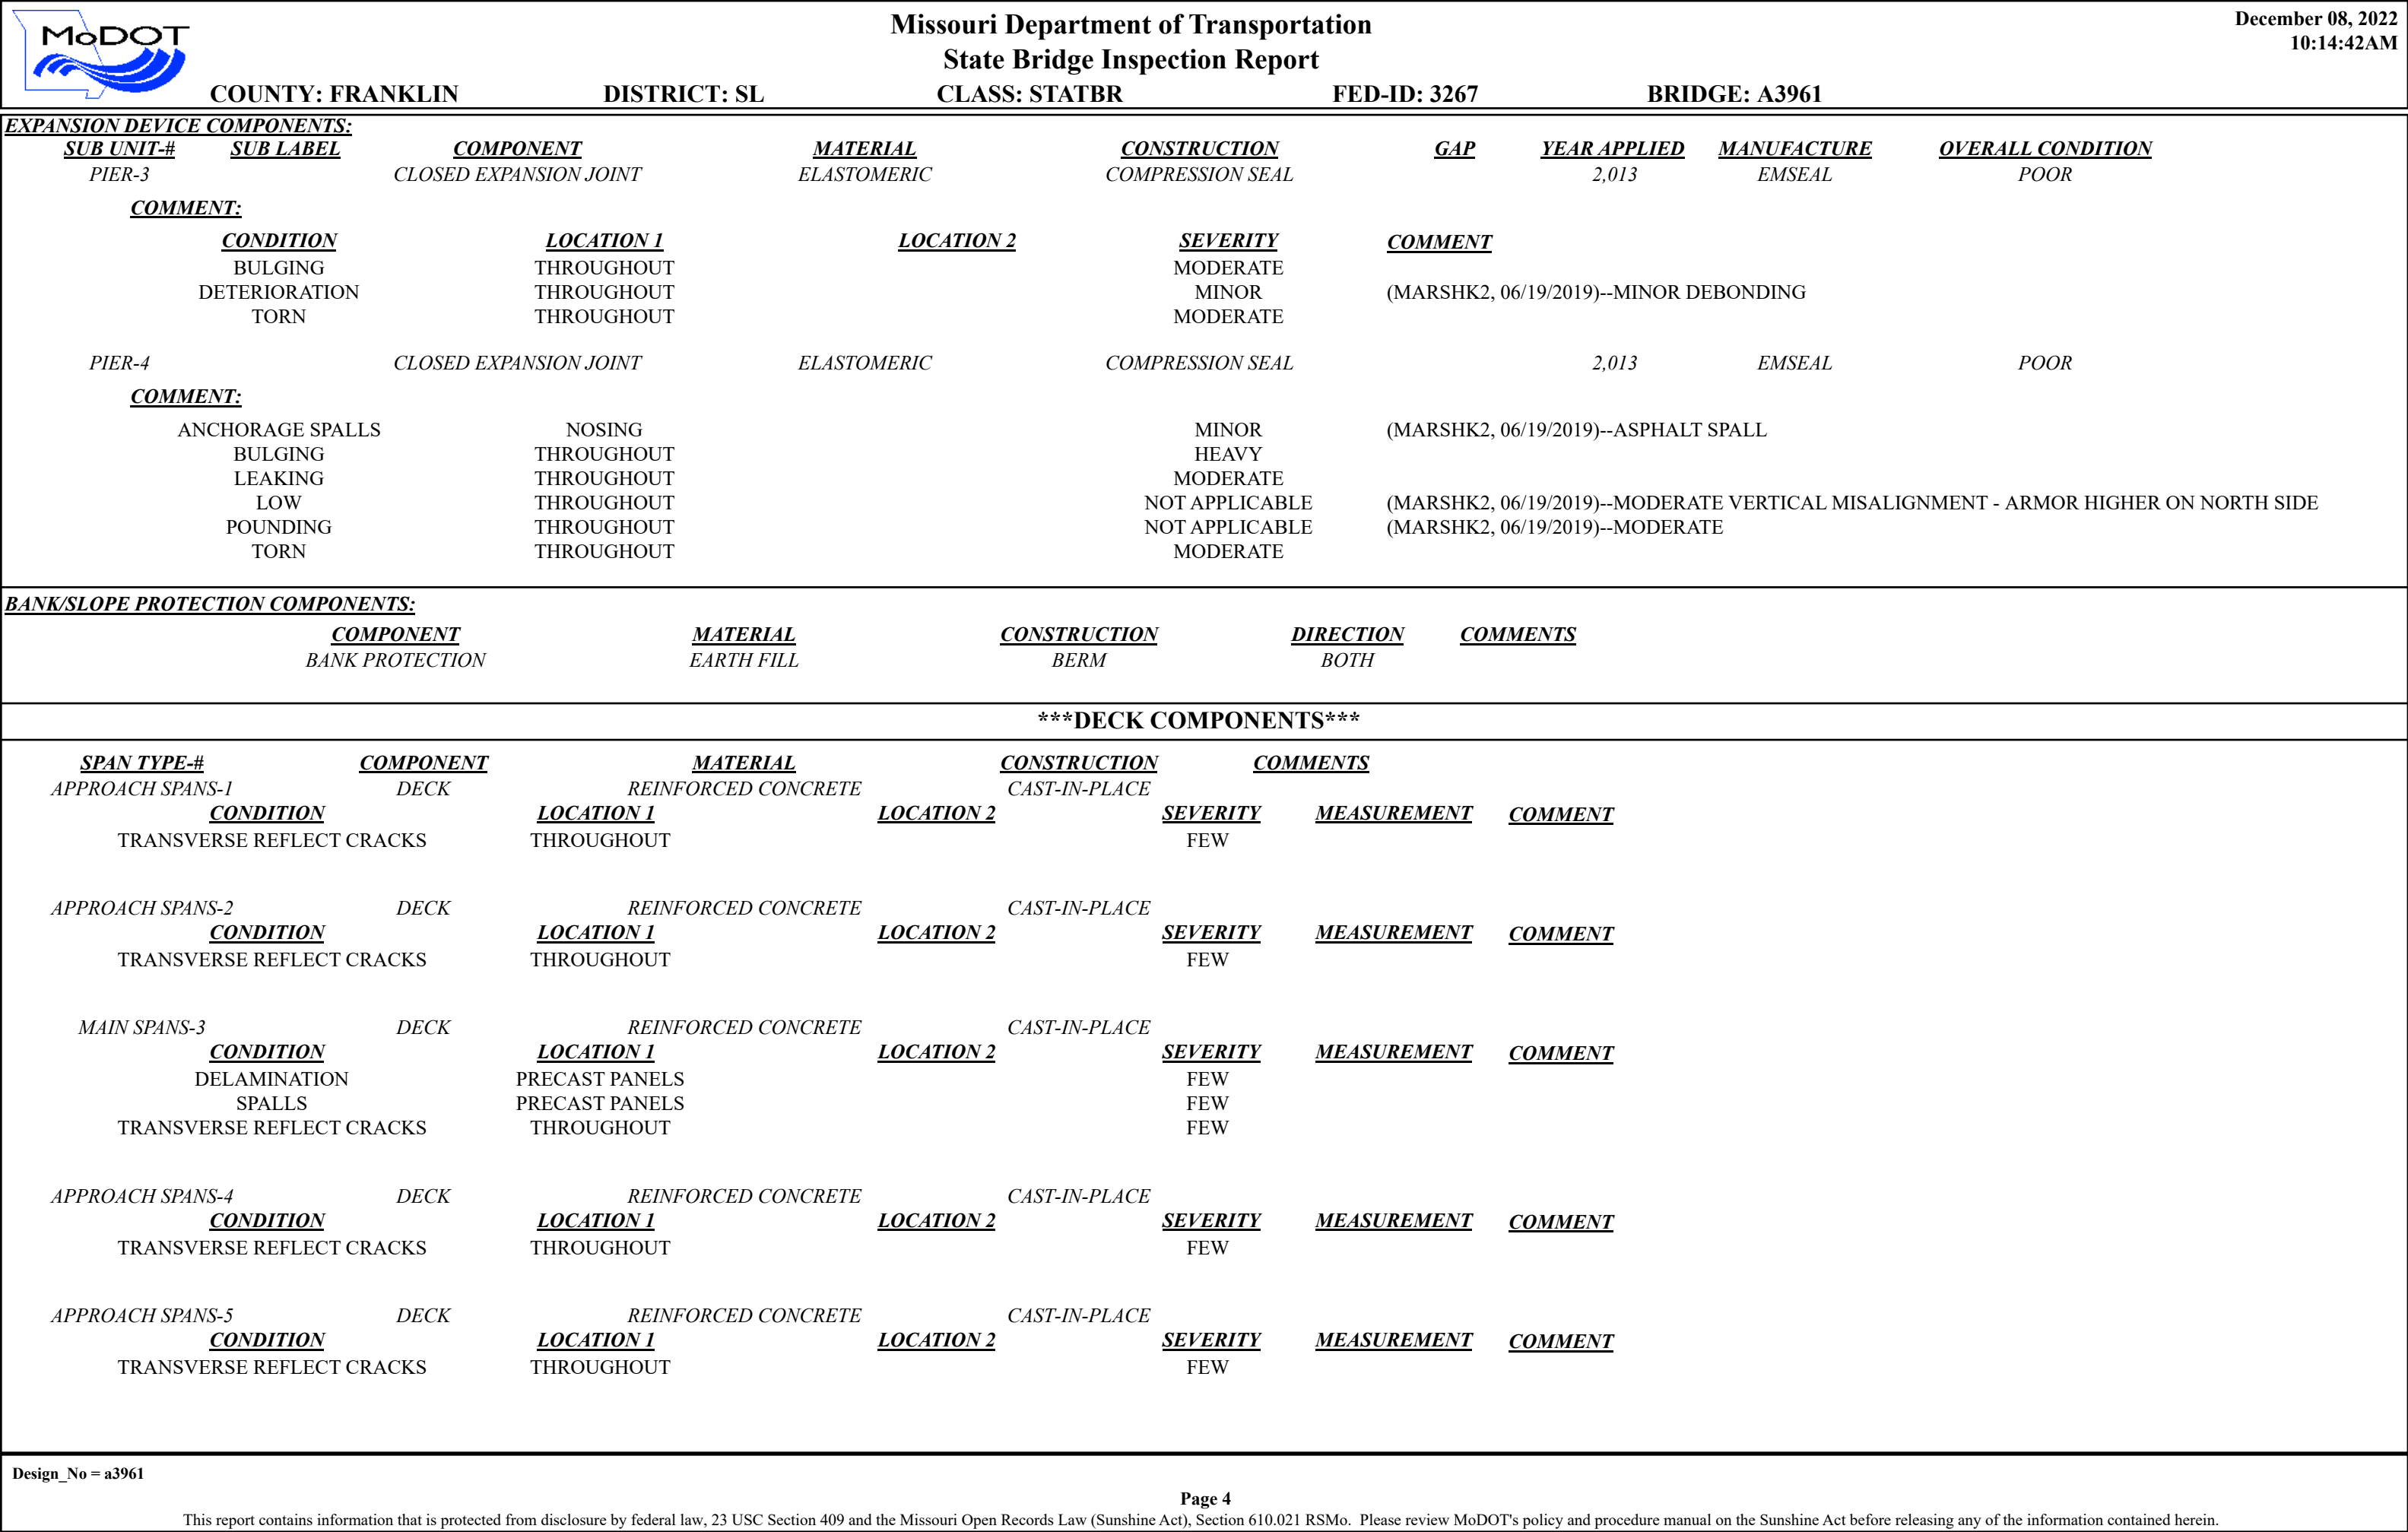 MoDOT
Missouri Department of Transportation
State Bridge Inspection Report
December 08, 2022
10:14:42AM
COUNTY: FRANKLIN DISTRICT: SL CLASS: STATBR FED-ID: 3267 BRIDGE: A3961
EXPANSION DEVICE COMPONENTS:
SUB UNIT-# SUB LABEL COMPONENT MATERIAL CONSTRUCTION GAP YEAR APPLIED MANUFACTURE OVERALL CONDITION
PIER-3 CLOSED EXPANSION JOINT ELASTOMERIC COMPRESSION SEAL 2,013 EMSEAL POOR
COMMENT:
CONDITION LOCATION 1 LOCATION 2 SEVERITY COMMENT
BULGING THROUGHOUT MODERATE
DETERIORATION THROUGHOUT MINOR (MARSHK2, 06/19/2019)--MINOR DEBONDING
TORN THROUGHOUT MODERATE
PIER-4 CLOSED EXPANSION JOINT ELASTOMERIC COMPRESSION SEAL 2,013 EMSEAL POOR
COMMENT:
ANCHORAGE SPALLS NOSING MINOR (MARSHK2, 06/19/2019)--ASPHALT SPALL
BULGING THROUGHOUT HEAVY
LEAKING THROUGHOUT MODERATE
LOW THROUGHOUT NOT APPLICABLE (MARSHK2, 06/19/2019)--MODERATE VERTICAL MISALIGNMENT - ARMOR HIGHER ON NORTH SIDE
POUNDING THROUGHOUT NOT APPLICABLE (MARSHK2, 06/19/2019)--MODERATE
TORN THROUGHOUT MODERATE
BANK/SLOPE PROTECTION COMPONENTS:
COMPONENT MATERIAL CONSTRUCTION DIRECTION COMMENTS
BANK PROTECTION EARTH FILL BERM BOTH
***DECK COMPONENTS***
SPAN TYPE-# COMPONENT MATERIAL CONSTRUCTION COMMENTS
APPROACH SPANS-1 DECK REINFORCED CONCRETE CAST-IN-PLACE
CONDITION LOCATION 1 LOCATION 2 SEVERITY MEASUREMENT COMMENT
TRANSVERSE REFLECT CRACKS THROUGHOUT FEW
APPROACH SPANS-2 DECK REINFORCED CONCRETE CAST-IN-PLACE
CONDITION LOCATION 1 LOCATION 2 SEVERITY MEASUREMENT COMMENT
TRANSVERSE REFLECT CRACKS THROUGHOUT FEW
MAIN SPANS-3 DECK REINFORCED CONCRETE CAST-IN-PLACE
CONDITION LOCATION 1 LOCATION 2 SEVERITY MEASUREMENT COMMENT
DELAMINATION PRECAST PANELS FEW
SPALLS PRECAST PANELS FEW
TRANSVERSE REFLECT CRACKS THROUGHOUT FEW
APPROACH SPANS-4 DECK REINFORCED CONCRETE CAST-IN-PLACE
CONDITION LOCATION 1 LOCATION 2 SEVERITY MEASUREMENT COMMENT
TRANSVERSE REFLECT CRACKS THROUGHOUT FEW
APPROACH SPANS-5 DECK REINFORCED CONCRETE CAST-IN-PLACE
CONDITION LOCATION 1 LOCATION 2 SEVERITY MEASUREMENT COMMENT
TRANSVERSE REFLECT CRACKS THROUGHOUT FEW
Design_No = a3961
Page 4
This report contains information that is protected from disclosure by federal law, 23 USC Section 409 and the Missouri Open Records Law (Sunshine Act), Section 610.021 RSMo. Please review MoDOT's policy and procedure manual on the Sunshine Act before releasing any of the information contained herein.